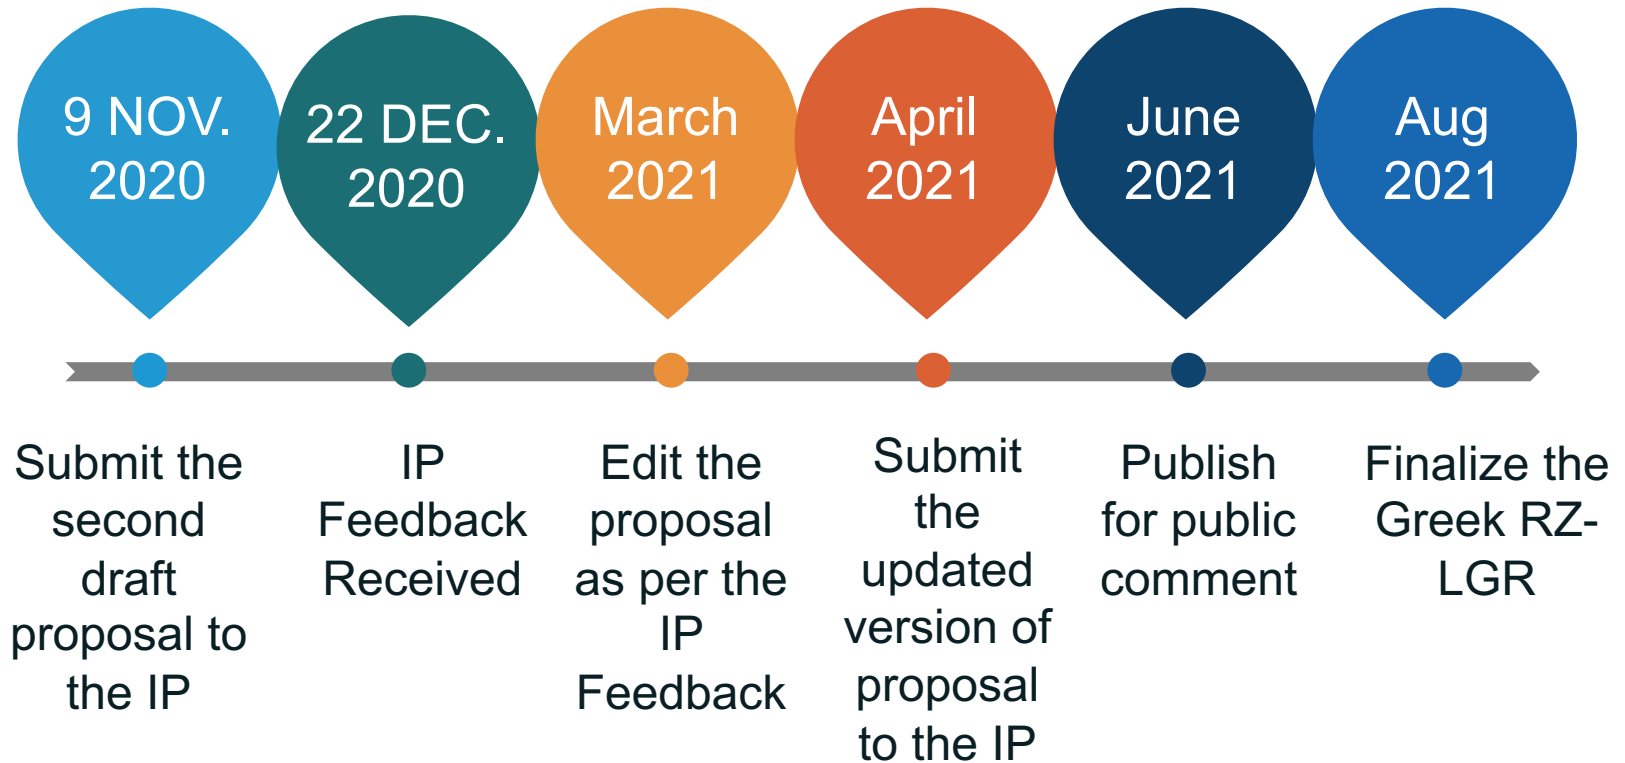 9 NOV.
2020
22 DEC.
2020
March
2021
April
2021
June
2021
Aug
2021
Submit the
second
draft
proposal to
the IP
IP
Feedback
Received
Edit the
proposal
as per the
IP
Feedback
Submit
the
updated
version of
proposal
to the IP
Publish
for public
comment
Finalize the
Greek RZ-
LGR